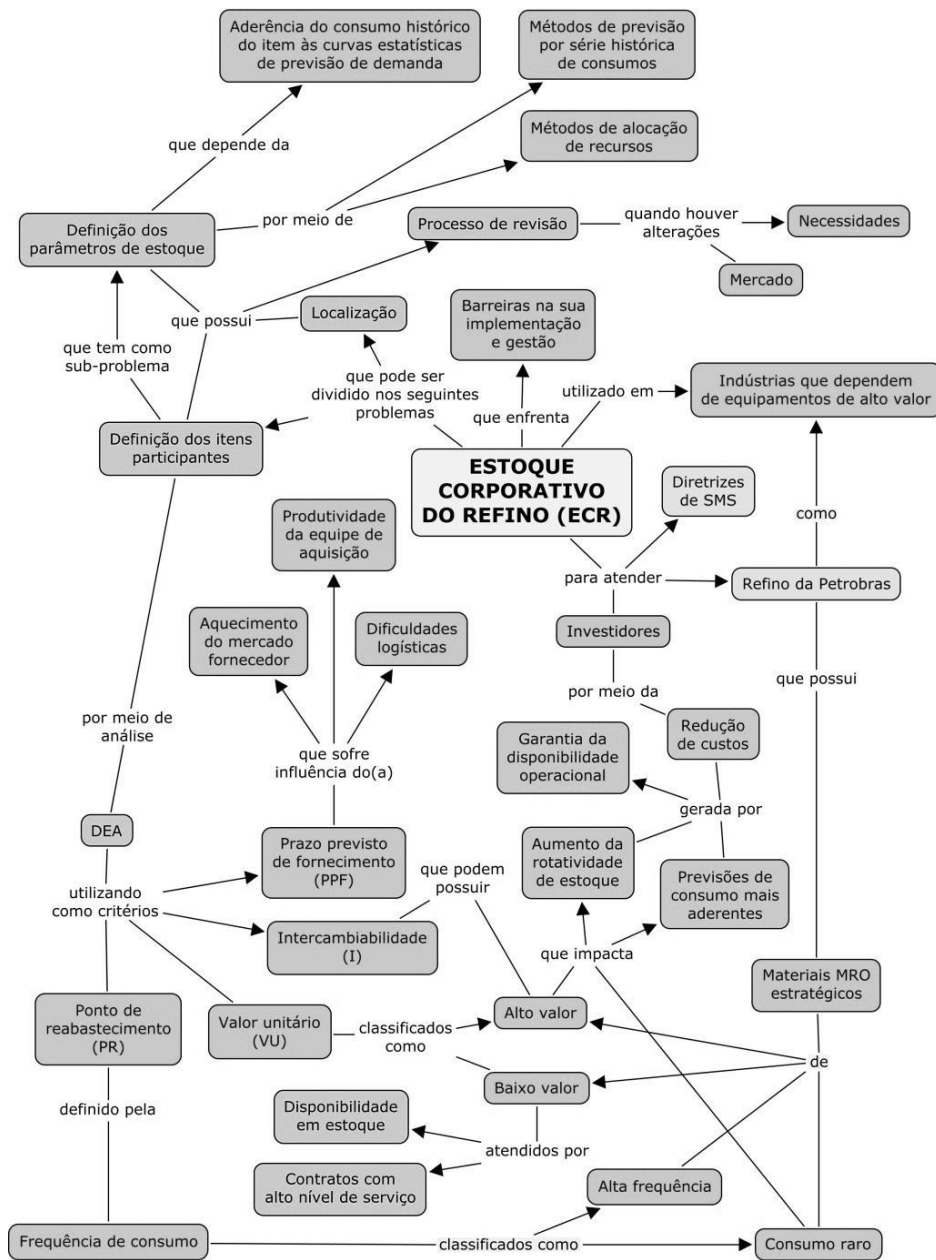 Aderência do consumo histórico
do item às curvas estatísticas
de previsão de demanda
Métodos de previsão
por série histórica
de consumos
que depende da
Métodos de alocação
de recursos
Definição dos
parâmetros de estoque
por meio de
Processo de revisão
quando houver
alterações
Necessidades
Mercado
que possui
Localização
Barreiras na sua
implementação
e gestão
que tem como
sub-problema
que pode ser
dividido nos seguintes
problemas
que enfrenta
utilizado em
Indústrias que dependem
de equipamentos de alto valor
Definição dos itens
participantes
ESTOQUE
CORPORATIVO
DO REFINO (ECR)
Diretrizes
de SMS
como
Produtividade
da equipe de
aquisição
para atender
Refino da Petrobras
Aquecimento
do mercado
fornecedor
Dificuldades
logísticas
Investidores
por meio da
que possui
por meio de
análise
que sofre
influência do(a)
Garantia da
disponibilidade
operacional
Redução
de custos
gerada por
DEA
Prazo previsto
de fornecimento
(PPF)
que podem
possuir
Aumento da
rotatividade
de estoque
Previsões de
consumo mais
aderentes
utilizando
como critérios
Intercambiabilidade
(I)
que impacta
Materiais MRO
estratégicos
Ponto de
reabastecimento
(PR)
Valor unitário
(VU)
classificados
como
Alto valor
de
Baixo valor
definido pela
Disponibilidade
em estoque
atendidos por
Contratos com
alto nível de serviço
Alta frequência
Frequência de consumo
classificados como
Consumo raro